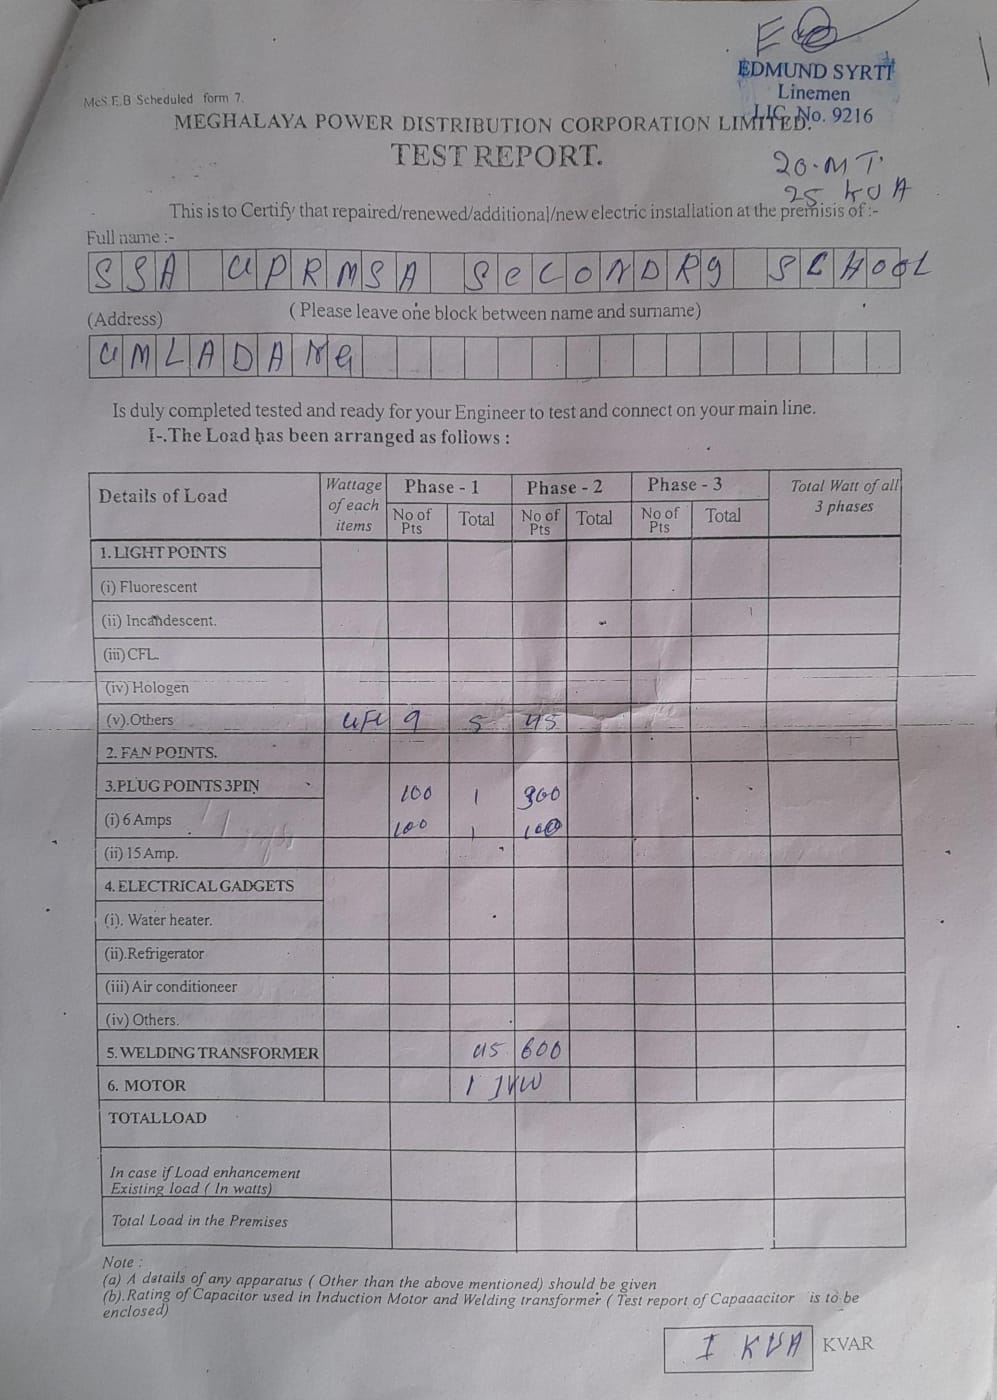 EDMUND SYRTI
Linemen
LIC. No. 9216
MeS.E.B Scheduled form 7.
MEGHALAYA POWER DISTRIBUTION CORPORATION LIMITED.
TEST REPORT.
20.MT.
25 KVA
This is to Certify that repaired/renewed/additional/new electric installation at the premisis of :-
Full name :-
SSA UPRMSA SeCONDRY SCHOOL
(Address) ( Please leave one block between name and surname)
UMLADANG
Is duly completed tested and ready for your Engineer to test and connect on your main line.
I-.The Load has been arranged as follows :
Details of Load Wattage of each items Phase - 1 Phase - 2 Phase - 3 Total Watt of all 3 phases
No of Pts Total No of Pts Total No of Pts Total
1. LIGHT POINTS
(i) Fluorescent
(ii) Incandescent.
(iii) CFL.
(iv) Hologen
(v).Others 9 5 45
2. FAN POINTS.
3.PLUG POINTS 3PIN 100 1 300
(i) 6 Amps 100 1 100
(ii) 15 Amp.
4. ELECTRICAL GADGETS
(i). Water heater.
(ii).Refrigerator
(iii) Air conditioneer
(iv) Others.
5. WELDING TRANSFORMER 45 600
6. MOTOR 1 1KW
TOTAL LOAD
In case if Load enhancement
Existing load ( In watts)
Total Load in the Premises
Note :
(a) A details of any apparatus ( Other than the above mentioned) should be given
(b).Rating of Capacitor used in Induction Motor and Welding transformer ( Test report of Capaaacitor is to be
enclosed)
I KVA KVAR